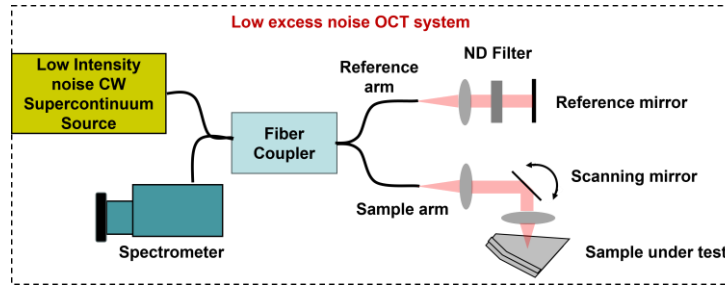 Low excess noise OCT system
Low Intensity
noise CW
Supercontinuum
Source
Reference
arm
ND Filter
Reference mirror
Fiber
Coupler
Scanning mirror
Sample arm
Spectrometer
Sample under test